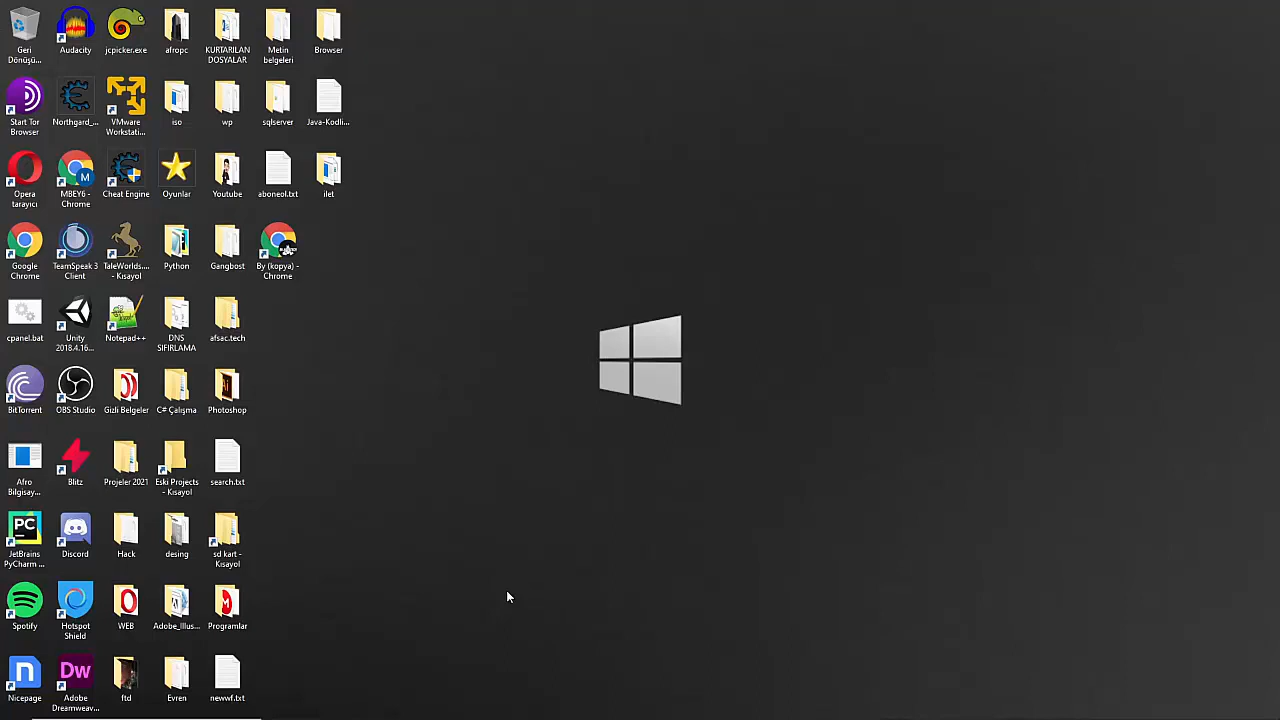 Geri
Dönüşü...
Audacity
jcpicker.exe
afropc
KURTARILAN
DOSYALAR
Metin
belgeleri
Browser
Start Tor
Browser
Northgard_...
VMware
Workstati...
iso
wp
sqlserver
Java-Kodli...
Opera
tarayıcı
MBEY6 -
Chrome
Cheat Engine
Oyunlar
Youtube
aboneol.txt
ilet
Google
Chrome
TeamSpeak 3
Client
TaleWorlds....
- Kısayol
Python
Gangbost
By (kopya) -
Chrome
cpanel.bat
Unity
2018.4.16...
Notepad++
DNS
SIFIRLAMA
afsac.tech
BitTorrent
OBS Studio
Gizli Belgeler
C# Çalışma
Photoshop
Afro
Bilgisay...
Blitz
Projeler 2021
Eski Projects
- Kısayol
search.txt
JetBrains
PyCharm ...
Discord
Hack
desing
sd kart -
Kısayol
Spotify
Hotspot
Shield
WEB
Adobe_Illus...
Programlar
Nicepage
Adobe
Dreamweav...
ftd
Evren
newwf.txt